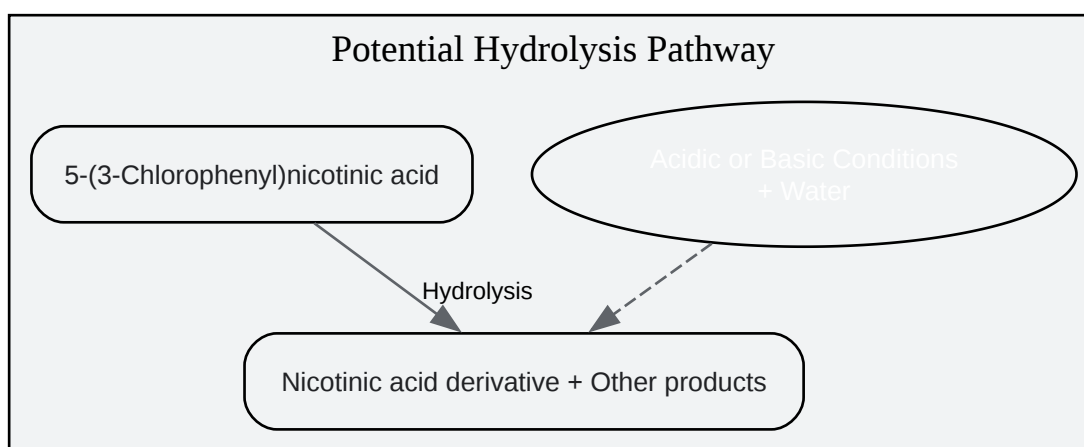 Potential Hydrolysis Pathway
5-(3-Chlorophenyl)nicotinic acid
Acidic or Basic Conditions
+ Water
Hydrolysis
Nicotinic acid derivative + Other products